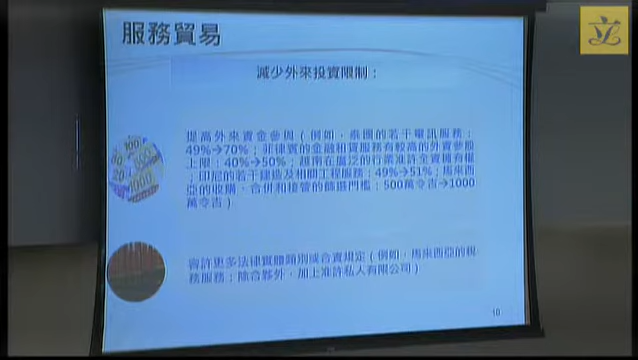 服務貿易
減少外來投資限制：
提高外來資金參與（例如，泰國的若干電訊服務：
49%→70%；菲律賓的金融和貸服務有較高的外資參股
上限：40%→50%；越南在廣泛的行業准許全資擁有權
；印尼的若干建造及相關工程服務：49%→51%；馬來西
亞的收購、合併和接管的篩選門檻：500萬令吉→1000
萬令吉）
容許更多法律實體類別或合資規定（例如，馬來西亞的稅
務服務：除合夥外，加上准許私人有限公司）
10
立